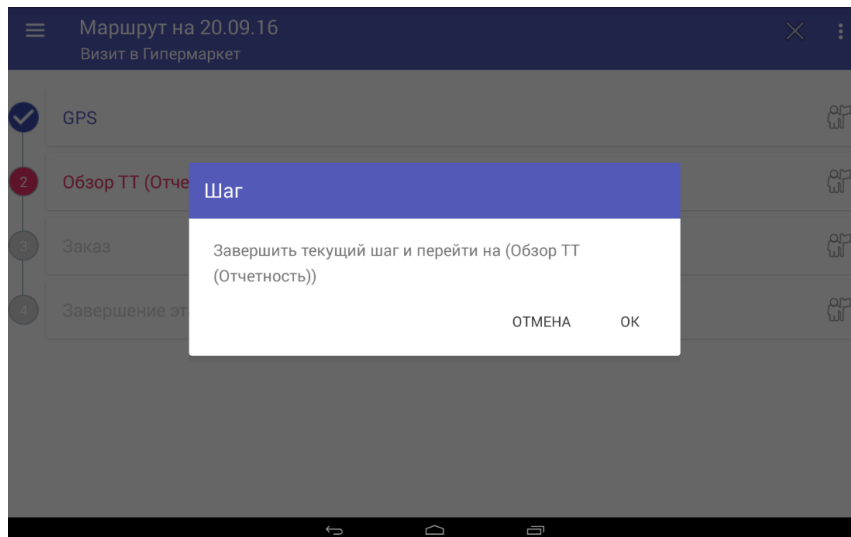 Маршрут на 20.09.16
Визит в Гипермаркет
GPS
2
Обзор ТТ (Отче
3
Заказ
4
Завершение эт
Шаг
Завершить текущий шаг и перейти на (Обзор ТТ
(Отчетность))
ОТМЕНА ОК